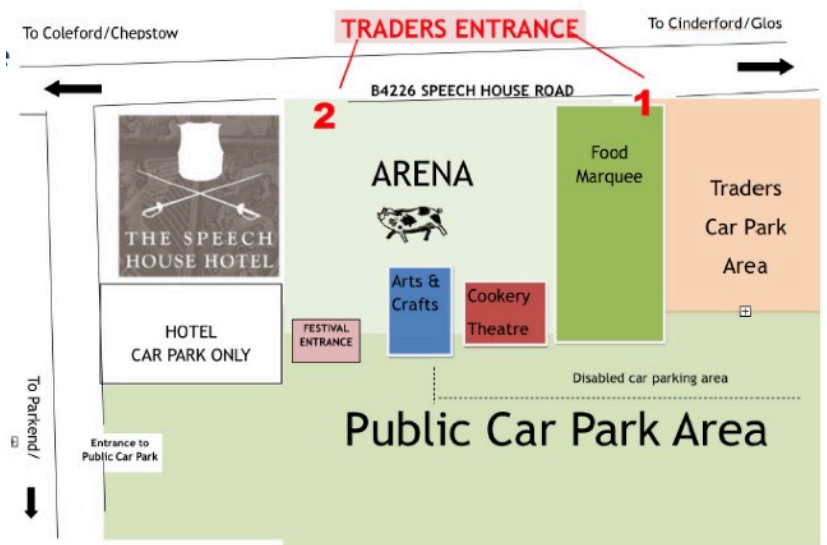 To Coleford/Chepstow
TRADERS ENTRANCE
To Cinderford/Glos
B4226 SPEECH HOUSE ROAD
2
1
THE SPEECH
HOUSE HOTEL
ARENA
Food
Marquee
Traders
Car Park
Area
Arts &
Crafts
Cookery
Theatre
HOTEL
CAR PARK ONLY
FESTIVAL
ENTRANCE
Disabled car parking area
Public Car Park Area
To Parkend/
Entrance to
Public Car Park